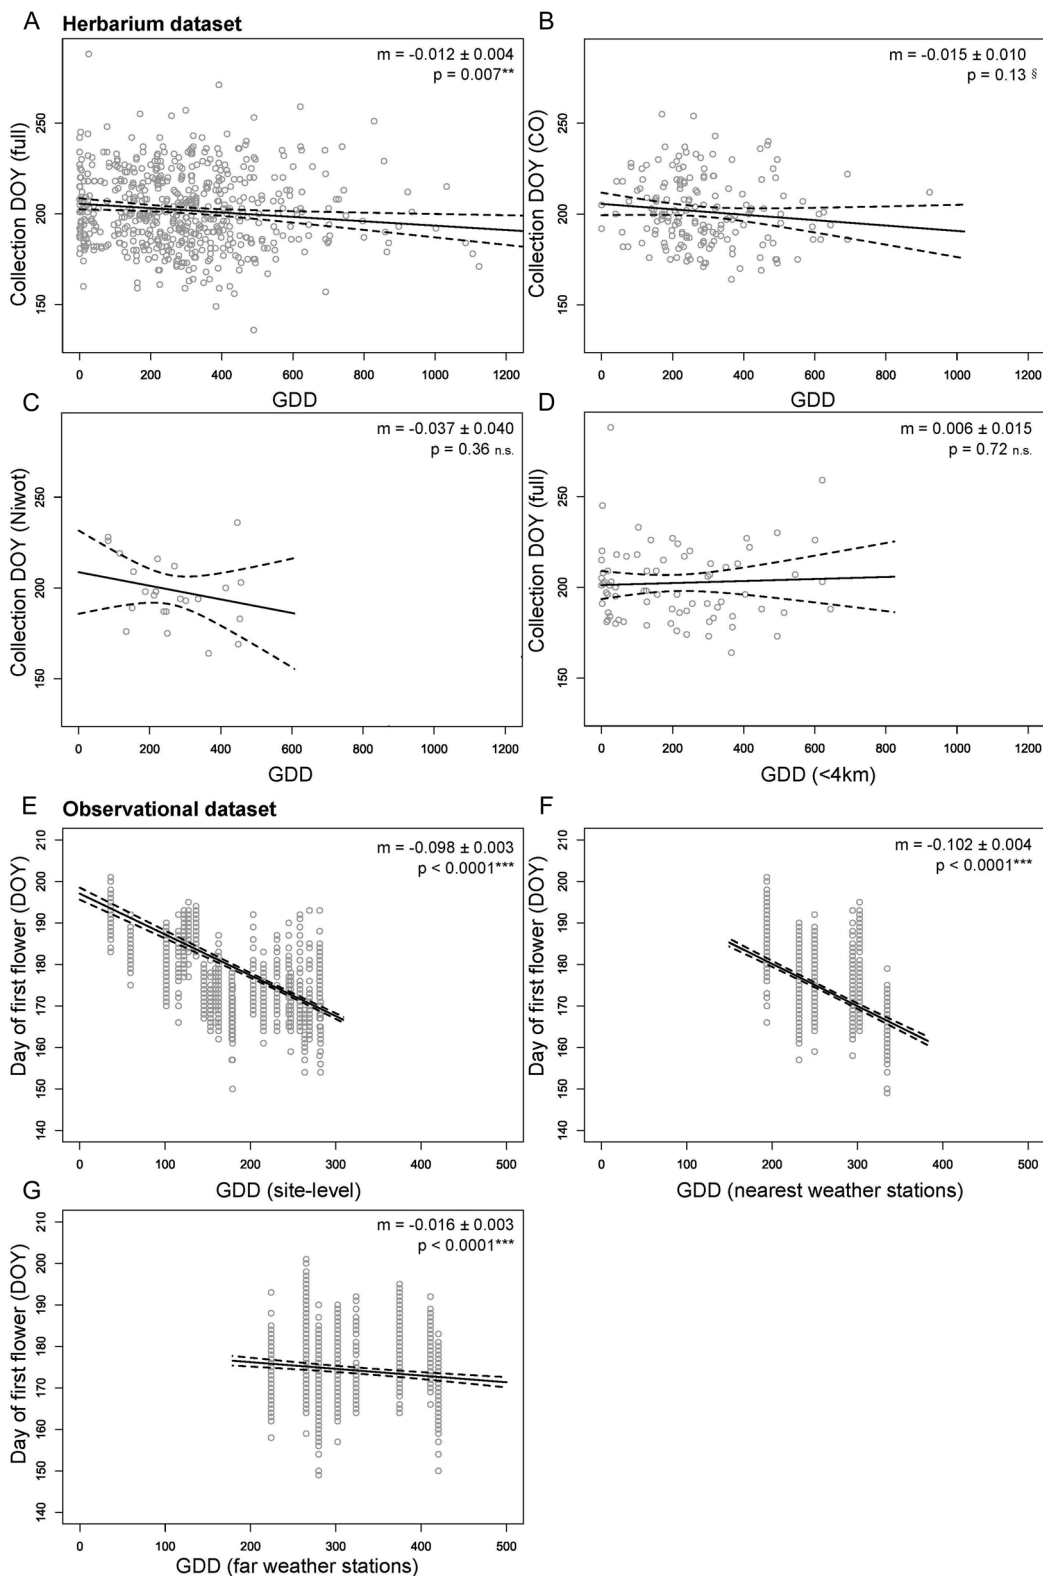 A Herbarium dataset
m = -0.012 ± 0.004
p = 0.007**
Collection DOY (full)
250
200
150
0 200 400 600 800 1000 1200
GDD
B
m = -0.015 ± 0.010
p = 0.13 §
Collection DOY (CO)
250
200
150
0 200 400 600 800 1000 1200
GDD
C
m = -0.037 ± 0.040
p = 0.36 n.s.
Collection DOY (Niwot)
250
200
150
0 200 400 600 800 1000 1200
GDD
D
m = 0.006 ± 0.015
p = 0.72 n.s.
Collection DOY (full)
250
200
150
0 200 400 600 800 1000 1200
GDD (<4km)
E Observational dataset
m = -0.098 ± 0.003
p < 0.0001***
Day of first flower (DOY)
210
200
190
180
170
160
150
140
0 100 200 300 400 500
GDD (site-level)
F
m = -0.102 ± 0.004
p < 0.0001***
Day of first flower (DOY)
210
200
190
180
170
160
150
140
0 100 200 300 400 500
GDD (nearest weather stations)
G
m = -0.016 ± 0.003
p < 0.0001***
Day of first flower (DOY)
210
200
190
180
170
160
150
140
0 100 200 300 400 500
GDD (far weather stations)